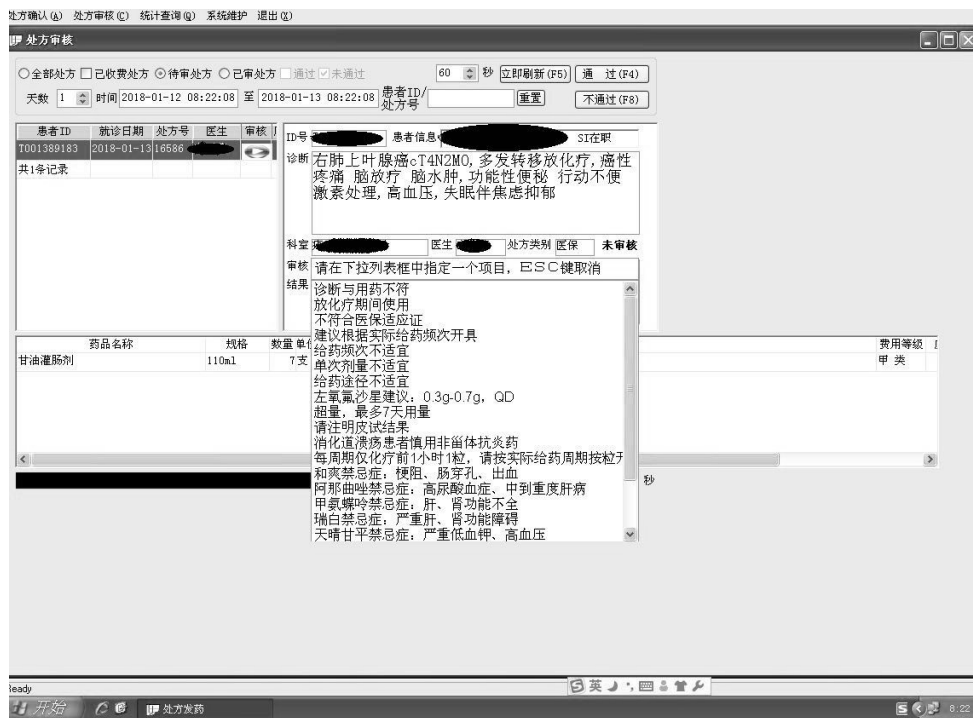 处方确认(A) 处方审核(C) 统计查询(Q) 系统维护 退出(X)
处方审核
全部处方 已收费处方 待审处方 已审处方 通过 未通过 60 秒 立即刷新(F5) 通 过(F4)
天数 1 时间 2018-01-12 08:22:08 至 2018-01-13 08:22:08 患者ID/处方号 重置 不通过(F8)
患者ID 就诊日期 处方号 医生 审核
T001389183 2018-01-13 16586
共1条记录
ID号 患者信息 SI在职
诊断 右肺上叶腺癌cT4N2M0,多发转移放化疗,癌性
疼痛 脑放疗 脑水肿,功能性便秘 行动不便
激素处理,高血压,失眠伴焦虑抑郁
科室 医生 处方类别 医保 未审核
审核 请在下拉列表框中指定一个项目,ESC键取消
结果 诊断与用药不符
放化疗期间使用
不符合医保适应证
建议根据实际给药频次开具
给药频次不适宜
单次剂量不适宜
给药途径不适宜
左氧氟沙星建议:0.3g-0.7g,QD
超量,最多7天用量
请注明皮试结果
消化道溃疡患者慎用非甾体抗炎药
每周期仅化疗前1小时1粒,请按实际给药周期按粒
和爽禁忌症:梗阻、肠穿孔、出血
阿那曲唑禁忌症:高尿酸血症、中到重度肝病
甲氨蝶呤禁忌症:肝、肾功能不全
瑞白禁忌症:严重肝、肾功能障碍
天晴甘平禁忌症:严重低血钾、高血压
药品名称 规格 数量 单 费用等级
甘油灌肠剂 110ml 7支 甲 类
秒
Ready
英
开始 处方发药 8:22